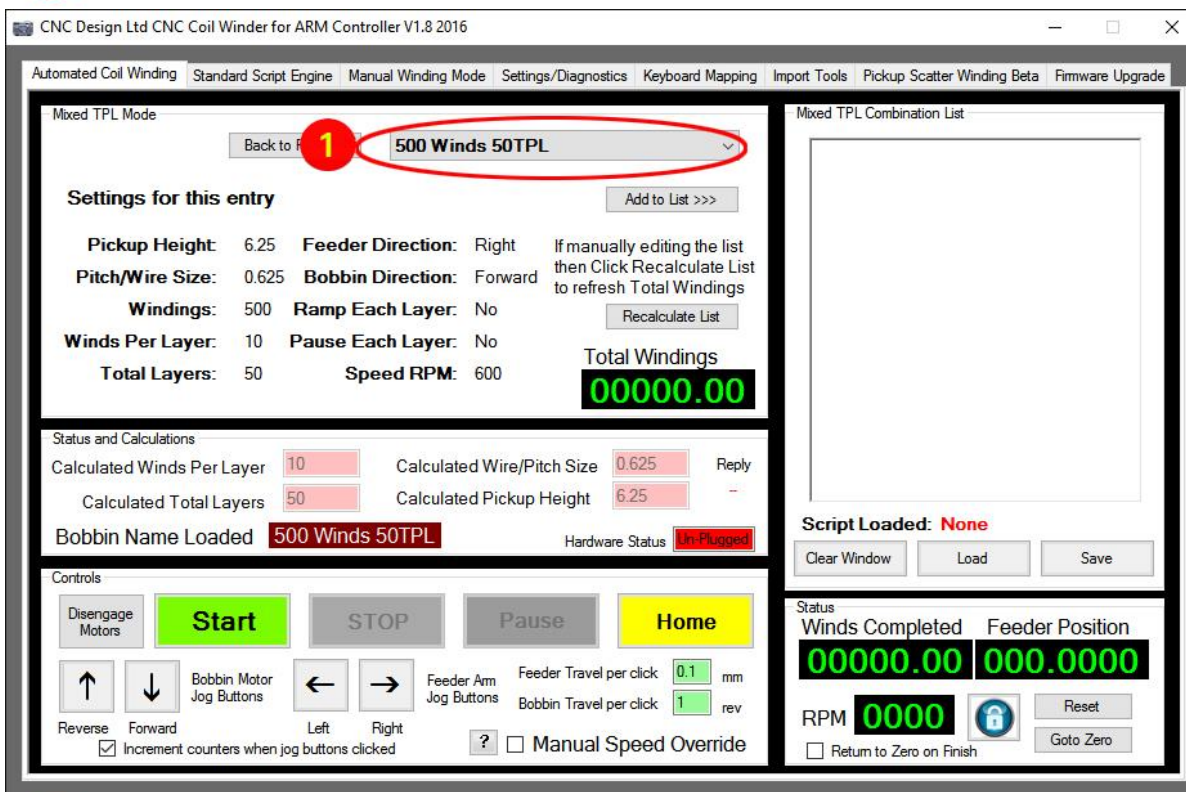 CNC Design Ltd CNC Coil Winder for ARM Controller V1.8 2016
Automated Coil Winding Standard Script Engine Manual Winding Mode Settings/Diagnostics Keyboard Mapping Import Tools Pickup Scatter Winding Beta Firmware Upgrade
Mixed TPL Mode
Back to
1
500 Winds 50TPL
Settings for this entry
Add to List >>>
Pickup Height: 6.25 Feeder Direction: Right
Pitch/Wire Size: 0.625 Bobbin Direction: Forward
Windings: 500 Ramp Each Layer: No
Winds Per Layer: 10 Pause Each Layer: No
Total Layers: 50 Speed RPM: 600
If manually editing the list
then Click Recalculate List
to refresh Total Windings
Recalculate List
Total Windings
00000.00
Status and Calculations
Calculated Winds Per Layer 10 Calculated Wire/Pitch Size 0.625 Reply
Calculated Total Layers 50 Calculated Pickup Height 6.25 --
Bobbin Name Loaded 500 Winds 50TPL Hardware Status Un-Plugged
Controls
Disengage
Motors
Start STOP Pause Home
↑ ↓ Bobbin Motor
Jog Buttons
← → Feeder Arm
Jog Buttons
Feeder Travel per click 0.1 mm
Bobbin Travel per click 1 rev
Reverse Forward Left Right
Increment counters when jog buttons clicked
? Manual Speed Override
Mixed TPL Combination List
Script Loaded: None
Clear Window Load Save
Status
Winds Completed Feeder Position
00000.00 000.0000
RPM 0000
Reset
Goto Zero
Return to Zero on Finish